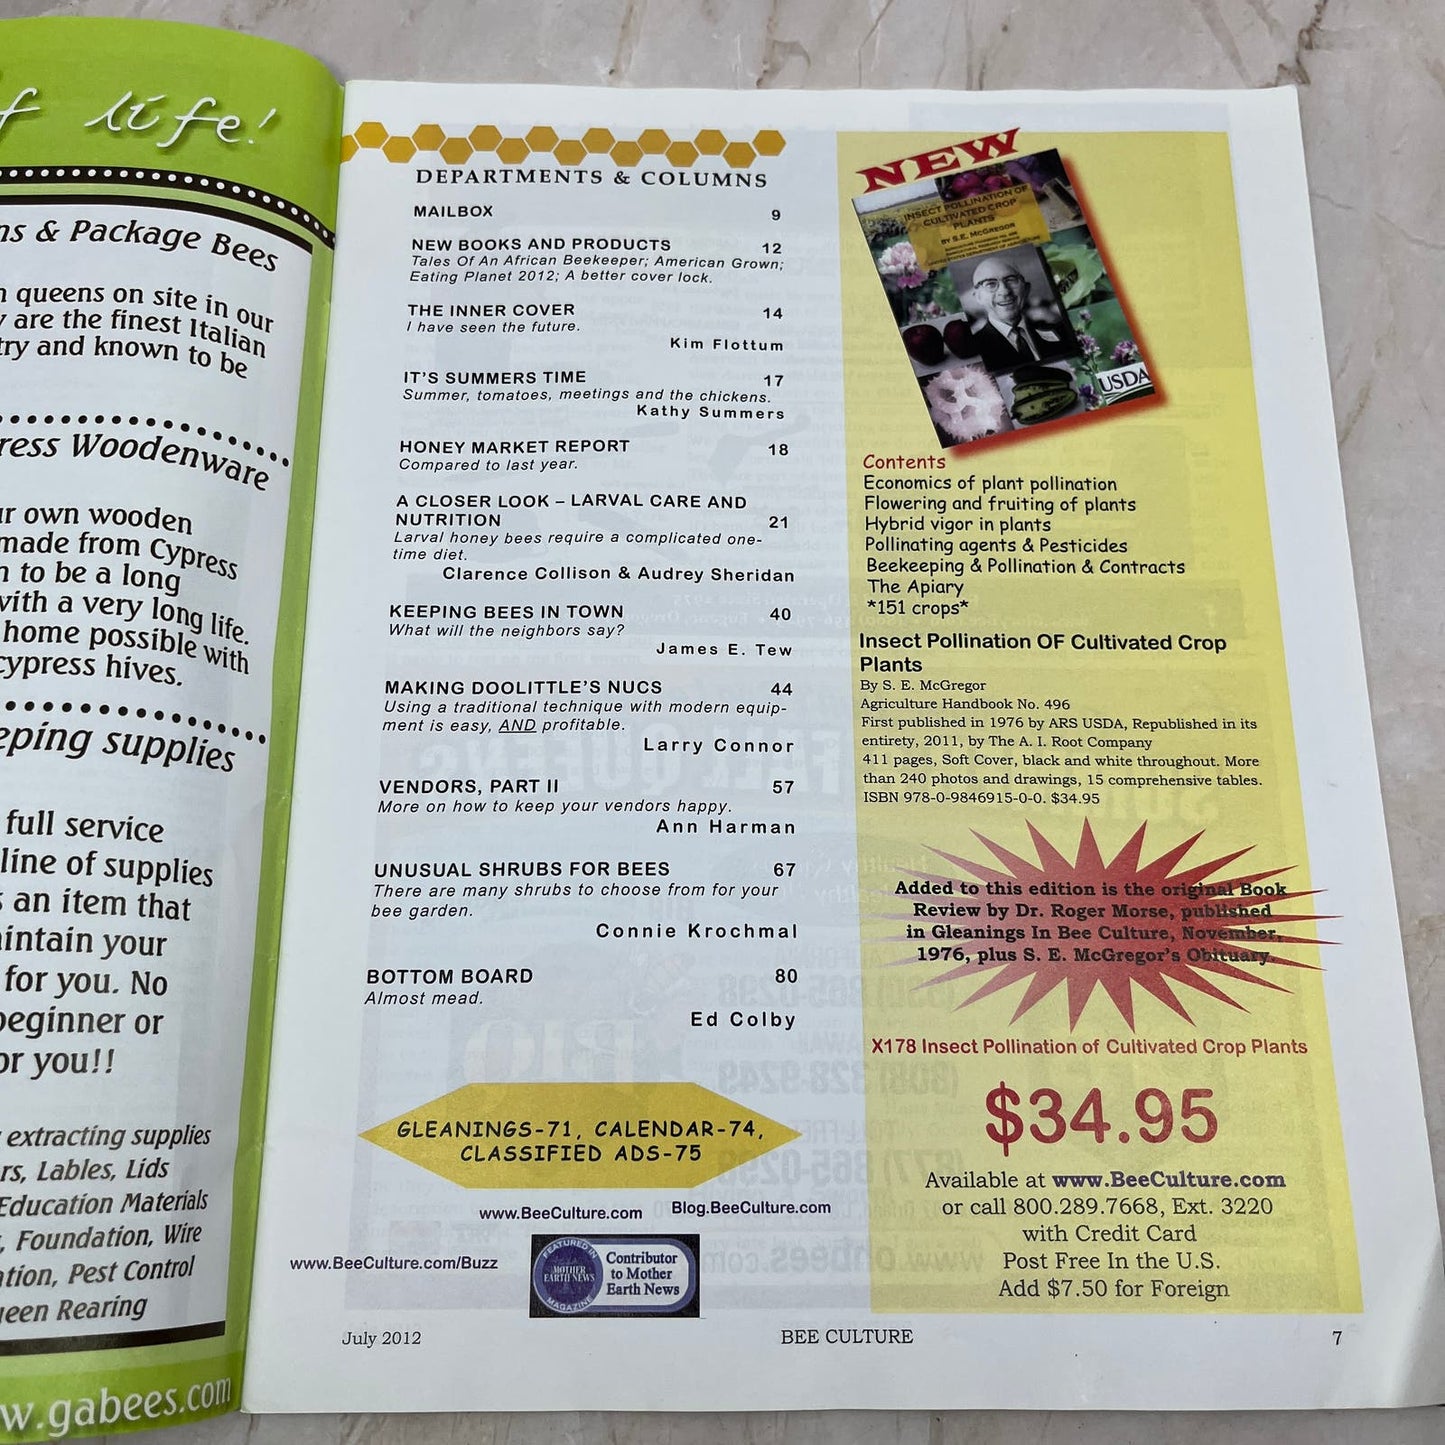 f life!
ns & Package Bees
n queens on site in our
y are the finest Italian
try and known to be
ress Woodenware
ur own wooden
made from Cypress
n to be a long
with a very long life.
home possible with
cypress hives.
eping supplies
full service
line of supplies
s an item that
aintain your
for you. No
beginner or
or you!!
extracting supplies
rs, Lables, Lids
Education Materials
, Foundation, Wire
ation, Pest Control
ueen Rearing
w.gabees.com
DEPARTMENTS & COLUMNS
MAILBOX 9
NEW BOOKS AND PRODUCTS 12
Tales Of An African Beekeeper; American Grown;
Eating Planet 2012; A better cover lock.
THE INNER COVER 14
I have seen the future.
Kim Flottum
IT'S SUMMERS TIME 17
Summer, tomatoes, meetings and the chickens.
Kathy Summers
HONEY MARKET REPORT 18
Compared to last year.
A CLOSER LOOK – LARVAL CARE AND
NUTRITION 21
Larval honey bees require a complicated one-
time diet.
Clarence Collison & Audrey Sheridan
KEEPING BEES IN TOWN 40
What will the neighbors say?
James E. Tew
MAKING DOOLITTLE'S NUCS 44
Using a traditional technique with modern equip-
ment is easy, AND profitable.
Larry Connor
VENDORS, PART II 57
More on how to keep your vendors happy.
Ann Harman
UNUSUAL SHRUBS FOR BEES 67
There are many shrubs to choose from for your
bee garden.
Connie Krochmal
BOTTOM BOARD 80
Almost mead.
Ed Colby
GLEANINGS-71, CALENDAR-74,
CLASSIFIED ADS-75
www.BeeCulture.com Blog.BeeCulture.com
www.BeeCulture.com/Buzz
FEATURED IN
MOTHER
EARTH NEWS
MAGAZINE
Contributor
to Mother
Earth News
NEW
INSECT POLLINATION OF
CULTIVATED CROP
PLANTS
BY S.E. McGREGOR
USDA
Contents
Economics of plant pollination
Flowering and fruiting of plants
Hybrid vigor in plants
Pollinating agents & Pesticides
Beekeeping & Pollination & Contracts
The Apiary
*151 crops*
Insect Pollination OF Cultivated Crop
Plants
By S. E. McGregor
Agriculture Handbook No. 496
First published in 1976 by ARS USDA, Republished in its
entirety, 2011, by The A. I. Root Company
411 pages, Soft Cover, black and white throughout. More
than 240 photos and drawings, 15 comprehensive tables.
ISBN 978-0-9846915-0-0. $34.95
Added to this edition is the original Book
Review by Dr. Roger Morse, published
in Gleanings In Bee Culture, November,
1976, plus S. E. McGregor's Obituary.
X178 Insect Pollination of Cultivated Crop Plants
$34.95
Available at www.BeeCulture.com
or call 800.289.7668, Ext. 3220
with Credit Card
Post Free In the U.S.
Add $7.50 for Foreign
July 2012 BEE CULTURE 7